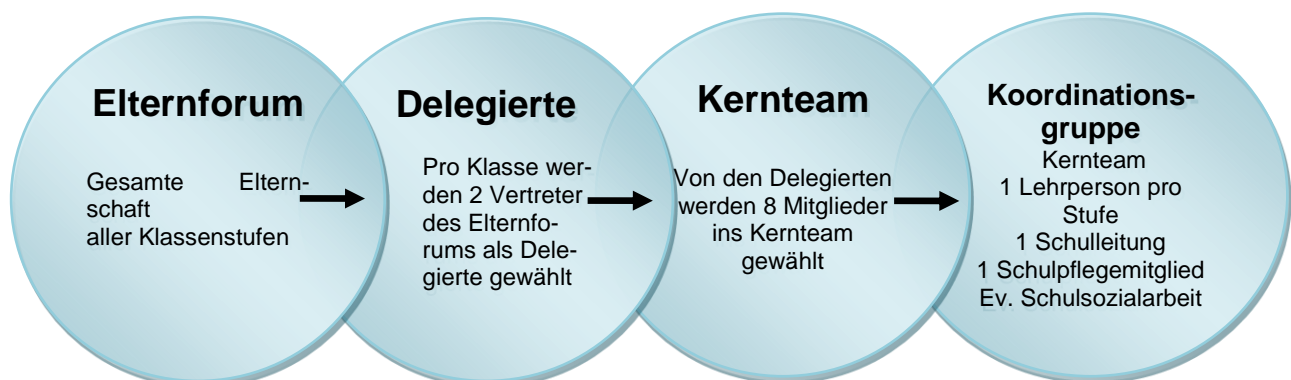 Elternforum
Gesamte Eltern-
schaft
aller Klassenstufen
Delegierte
Pro Klasse wer-
den 2 Vertreter
des Elternfo-
rums als Dele-
gierte gewählt
Kernteam
Von den Delegierten
werden 8 Mitglieder
ins Kernteam
gewählt
Koordinations-
gruppe
Kernteam
1 Lehrperson pro
Stufe
1 Schulleitung
1 Schulpflegemitglied
Ev. Schulsozialarbeit